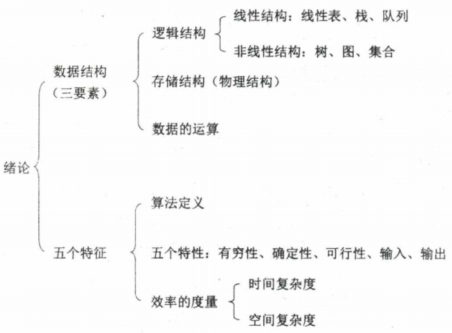 绪论
数据结构
（三要素）
逻辑结构
线性结构：线性表、栈、队列
非线性结构：树、图、集合
存储结构（物理结构）
数据的运算
五个特征
算法定义
五个特性：有穷性、确定性、可行性、输入、输出
效率的度量
时间复杂度
空间复杂度